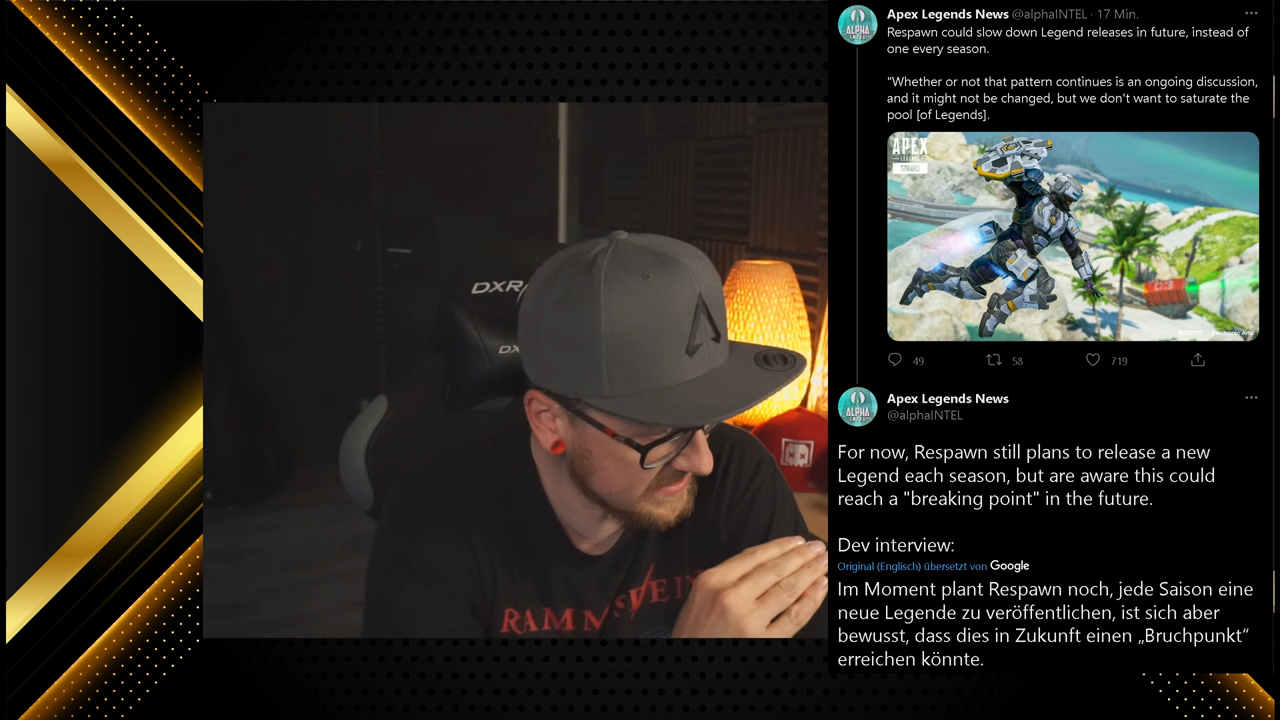 Apex Legends News @alphaINTEL · 17 Min.
Respawn could slow down Legend releases in future, instead of
one every season.
"Whether or not that pattern continues is an ongoing discussion,
and it might not be changed, but we don't want to saturate the
pool [of Legends].
APEX
LEGENDS
49 58 719
Apex Legends News
@alphaINTEL
For now, Respawn still plans to release a new
Legend each season, but are aware this could
reach a "breaking point" in the future.
Dev interview:
Original (Englisch) übersetzt von Google
Im Moment plant Respawn noch, jede Saison eine
neue Legende zu veröffentlichen, ist sich aber
bewusst, dass dies in Zukunft einen „Bruchpunkt“
erreichen könnte.
DXR
DX
RAMMSTEIN